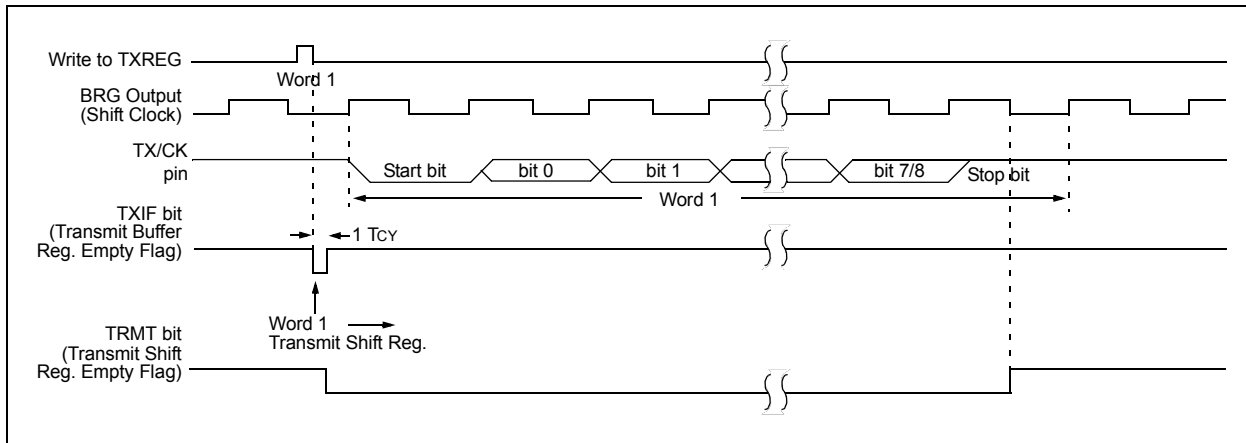 Write to TXREG
Word 1
BRG Output
(Shift Clock)
TX/CK
pin
Start bit
bit 0
bit 1
bit 7/8
Stop bit
Word 1
TXIF bit
(Transmit Buffer
Reg. Empty Flag)
1 TCY
Word 1
Transmit Shift Reg.
TRMT bit
(Transmit Shift
Reg. Empty Flag)